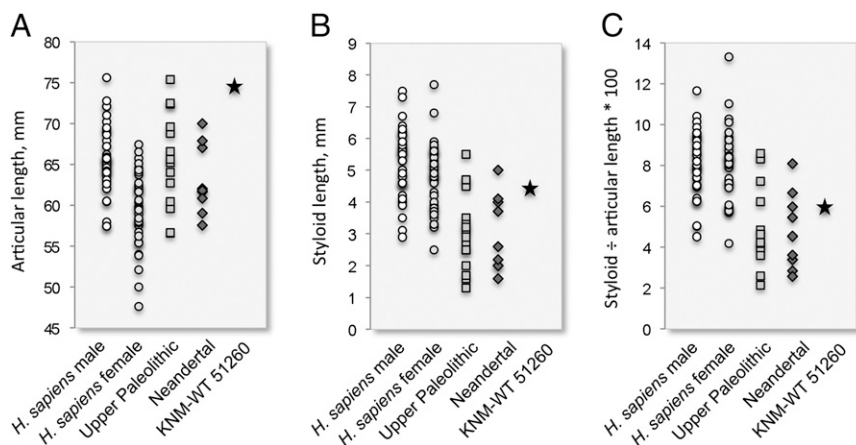 A
Articular length, mm
80
75
70
65
60
55
50
45
H. sapiens male
H. sapiens female
Upper Paleolithic
Neandertal
KNM-WT 51260
B
Styloid length, mm
9
8
7
6
5
4
3
2
1
0
H. sapiens male
H. sapiens female
Upper Paleolithic
Neandertal
KNM-WT 51260
C
Styloid ÷ articular length * 100
14
12
10
8
6
4
2
0
H. sapiens male
H. sapiens female
Upper Paleolithic
Neandertal
KNM-WT 51260